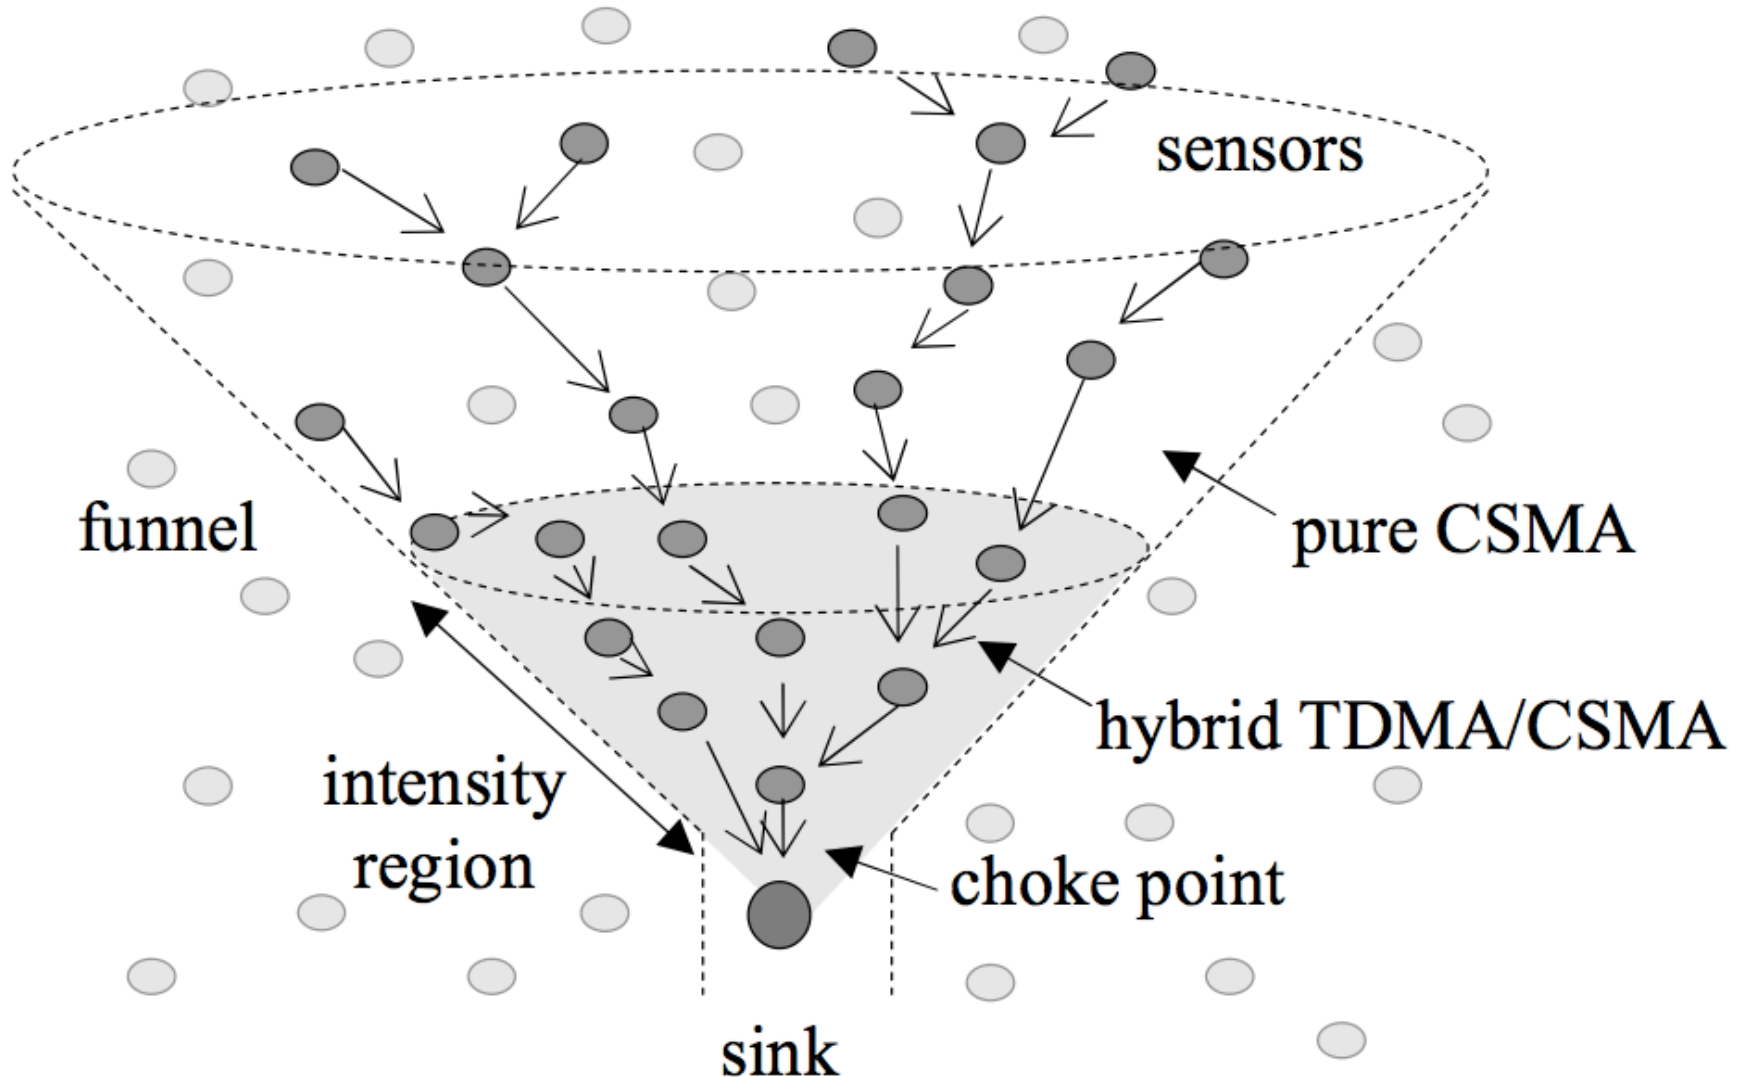 sensors
funnel
pure CSMA
hybrid TDMA/CSMA
intensity
region
choke point
sink